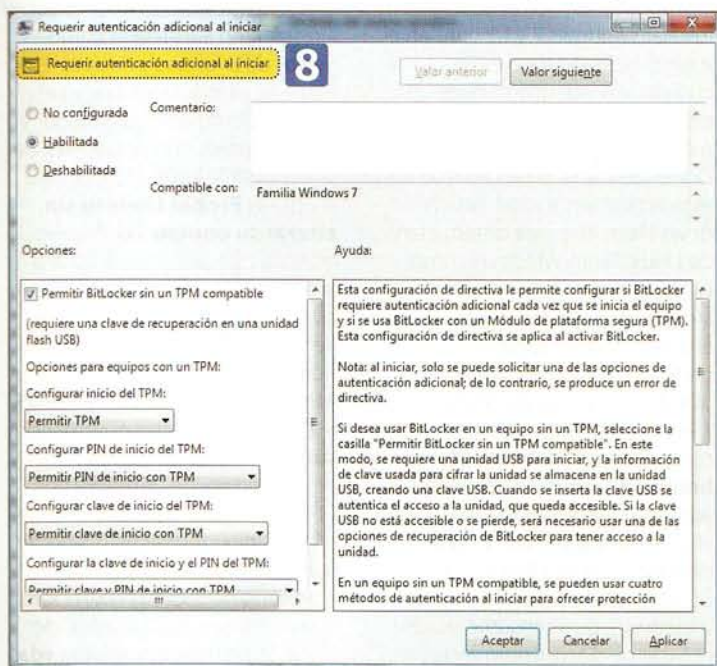 Requerir autenticación adicional al iniciar
Requerir autenticación adicional al iniciar
8
Valor anterior
Valor siguiente
No configurada
Comentario:
Habilitada
Deshabilitada
Compatible con:
Familia Windows 7
Opciones:
Ayuda:
Permitir BitLocker sin un TPM compatible
(requiere una clave de recuperación en una unidad
flash USB)
Opciones para equipos con un TPM:
Configurar inicio del TPM:
Permitir TPM
Configurar PIN de inicio del TPM:
Permitir PIN de inicio con TPM
Configurar clave de inicio del TPM:
Permitir clave de inicio con TPM
Configurar la clave de inicio y el PIN del TPM:
Permitir clave y PIN de inicio con TPM
Esta configuración de directiva le permite configurar si BitLocker
requiere autenticación adicional cada vez que se inicia el equipo
y si se usa BitLocker con un Módulo de plataforma segura (TPM).
Esta configuración de directiva se aplica al activar BitLocker.
Nota: al iniciar, solo se puede solicitar una de las opciones de
autenticación adicional; de lo contrario, se produce un error de
directiva.
Si desea usar BitLocker en un equipo sin un TPM, seleccione la
casilla "Permitir BitLocker sin un TPM compatible". En este
modo, se requiere una unidad USB para iniciar, y la información
de clave usada para cifrar la unidad se almacena en la unidad
USB, creando una clave USB. Cuando se inserta la clave USB se
autentica el acceso a la unidad, que queda accesible. Si la clave
USB no está accesible o se pierde, será necesario usar una de las
opciones de recuperación de BitLocker para tener acceso a la
unidad.
En un equipo sin un TPM compatible, se pueden usar cuatro
métodos de autenticación al iniciar para ofrecer protección
Aceptar
Cancelar
Aplicar